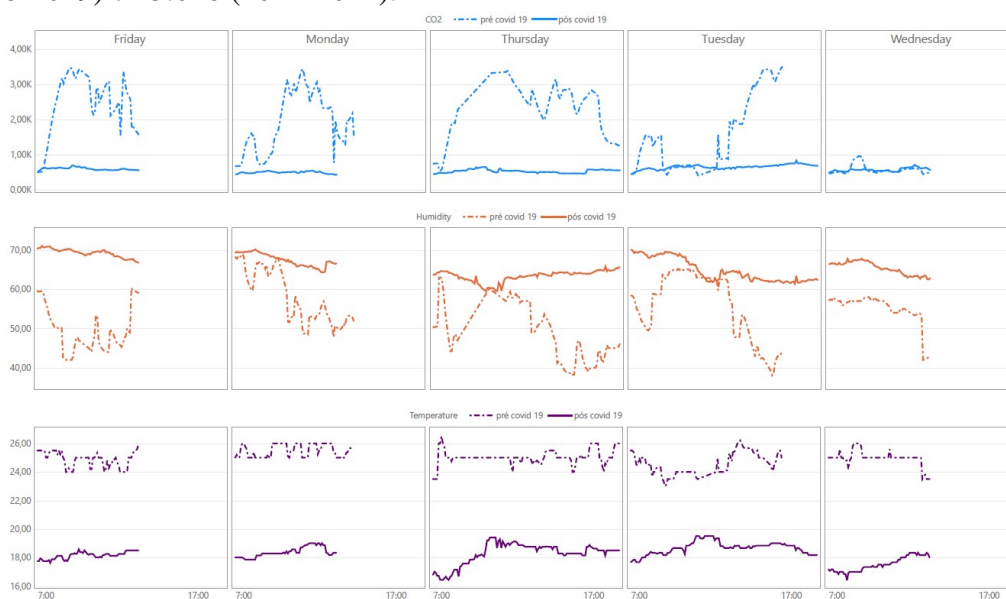 CO2 pré covid 19 pós covid 19
Friday Monday Thursday Tuesday Wednesday
4,00K
3,00K
2,00K
1,00K
0,00K
Humidity pré covid 19 pós covid 19
70,00
60,00
50,00
40,00
Temperature pré covid 19 pós covid 19
26,00
24,00
22,00
20,00
18,00
16,00
7:00 17:00 7:00 17:00 7:00 17:00 7:00 17:00 7:00 17:00